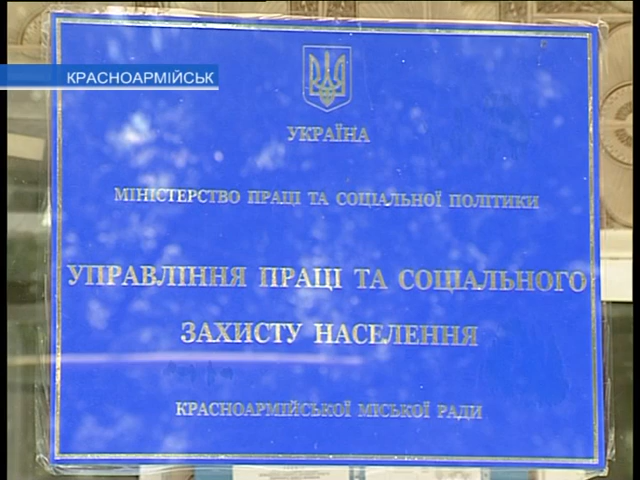 КРАСНОАРМІЙСЬК
УКРАЇНА
МІНІСТЕРСТВО ПРАЦІ ТА СОЦІАЛЬНОЇ ПОЛІТИКИ
УПРАВЛІННЯ ПРАЦІ ТА СОЦІАЛЬНОГО
ЗАХИСТУ НАСЕЛЕННЯ
КРАСНОАРМІЙСЬКОЇ МІСЬКОЇ РАДИ